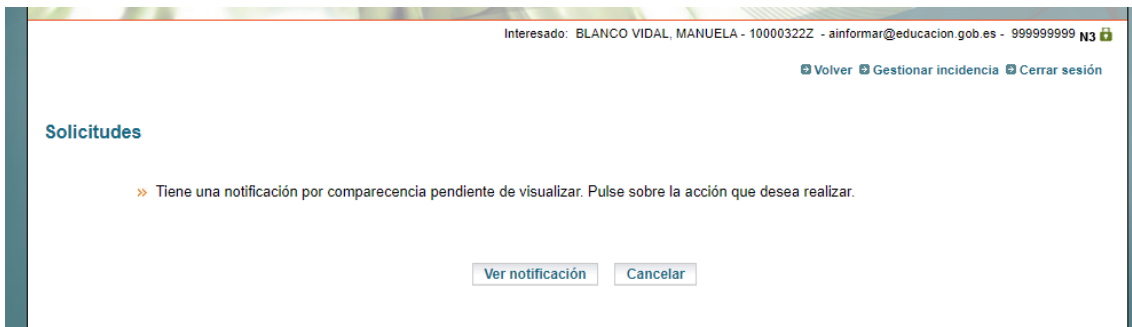 Interesado: BLANCO VIDAL, MANUELA - 10000322Z - ainformar@educacion.gob.es - 999999999 N3
Volver Gestionar incidencia Cerrar sesión
Solicitudes
» Tiene una notificación por comparecencia pendiente de visualizar. Pulse sobre la acción que desea realizar.
Ver notificación Cancelar